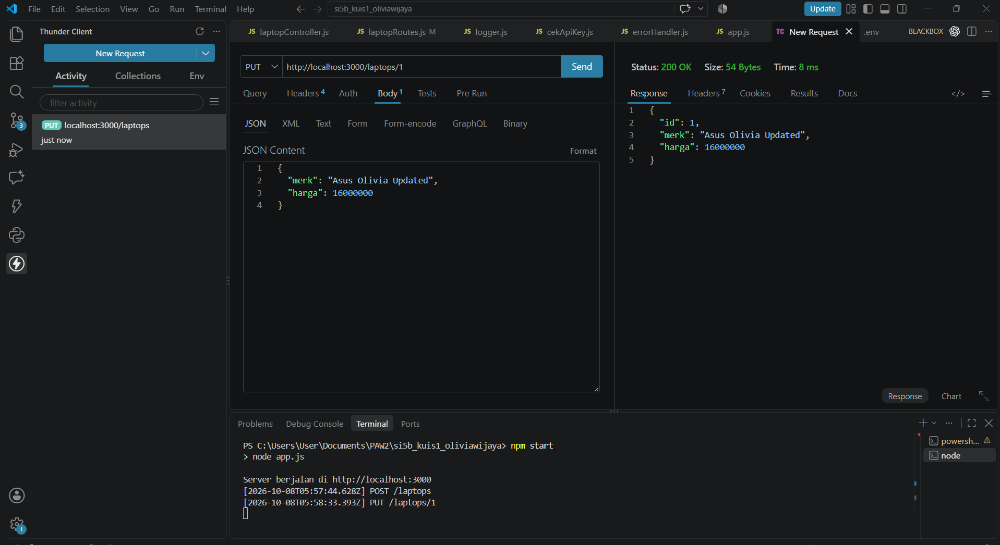 File Edit Selection View Go Run Terminal Help
si5b_kuis1_oliviawijaya
Update
Thunder Client
New Request
Activity Collections Env
filter activity
PUT localhost:3000/laptops
just now
3
1
JS laptopController.js JS laptopRoutes.js M JS logger.js JS cekApiKey.js JS errorHandler.js JS app.js TC New Request .env BLACKBOX
PUT http://localhost:3000/laptops/1 Send
Query Headers 4 Auth Body 1 Tests Pre Run
JSON XML Text Form Form-encode GraphQL Binary
JSON Content Format
1 {
2 "merk": "Asus Olivia Updated",
3 "harga": 16000000
4 }
Status: 200 OK Size: 54 Bytes Time: 8 ms
Response Headers 7 Cookies Results Docs </>
1 {
2 "id": 1,
3 "merk": "Asus Olivia Updated",
4 "harga": 16000000
5 }
Response Chart
Problems Debug Console Terminal Ports
PS C:\Users\User\Documents\PAW2\si5b_kuis1_oliviawijaya> npm start
> node app.js
Server berjalan di http://localhost:3000
[2026-10-08T05:57:44.628Z] POST /laptops
[2026-10-08T05:58:33.393Z] PUT /laptops/1
powersh...
node